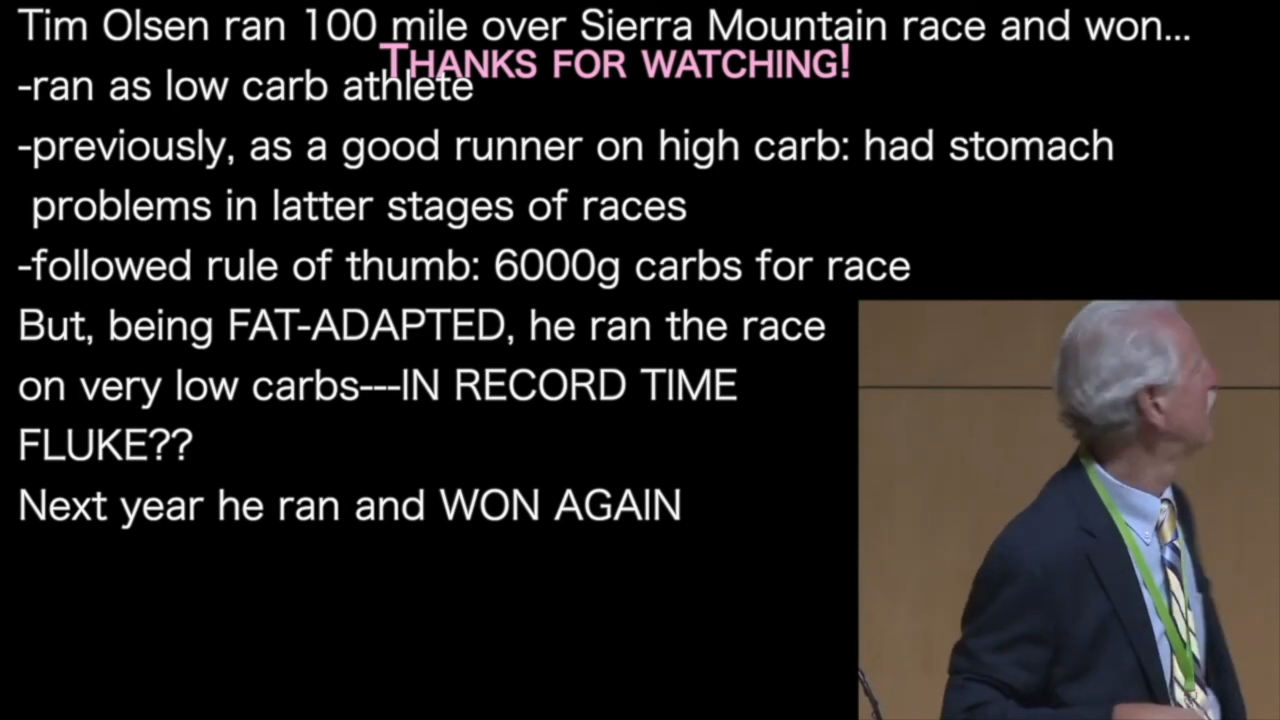 Tim Olsen ran 100 mile over Sierra Mountain race and won...
THANKS FOR WATCHING!
-ran as low carb athlete
-previously, as a good runner on high carb: had stomach
problems in latter stages of races
-followed rule of thumb: 6000g carbs for race
But, being FAT-ADAPTED, he ran the race
on very low carbs---IN RECORD TIME
FLUKE??
Next year he ran and WON AGAIN